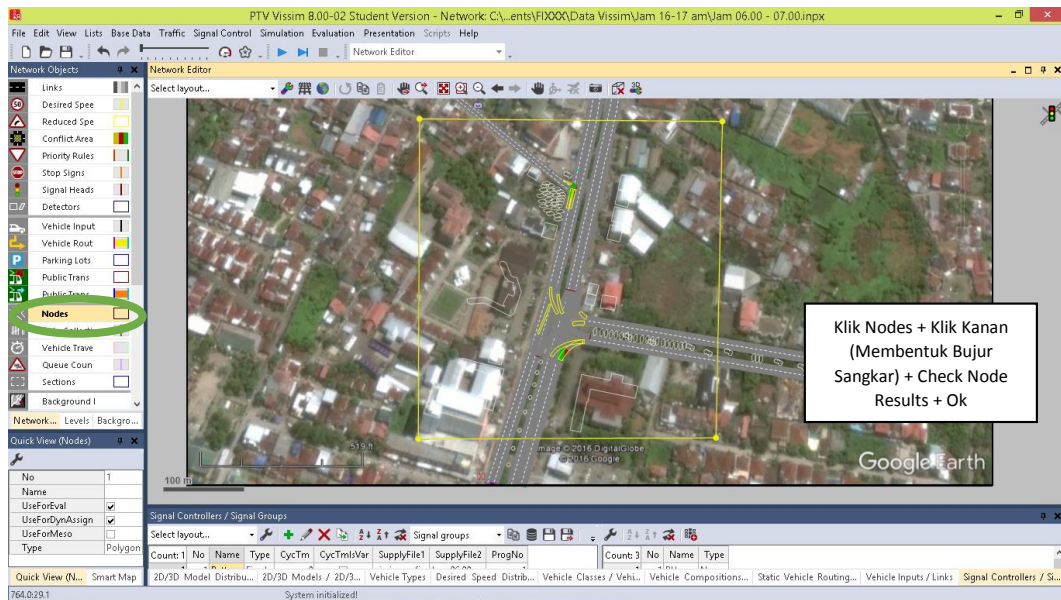 PTV Vissim 8.00-02 Student Version - Network: C:\...ents\FIXXX\Data Vissim\Jam 16-17 am\Jam 06.00 - 07.00.inpx
File Edit View Lists Base Data Traffic Signal Control Simulation Evaluation Presentation Scripts Help
Network Editor
Network Objects
Links
Desired Spee
Reduced Spe
Conflict Area
Priority Rules
Stop Signs
Signal Heads
Detectors
Vehicle Input
Vehicle Rout
Parking Lots
Public Trans
Public Trans
Nodes
Vehicle Trave
Queue Coun
Sections
Background I
Netw... Levels Backgro...
Network Editor
Select layout...
519 ft
Image © 2016 DigitalGlobe
© 2016 Google
Google Earth
100 m
Klik Nodes + Klik Kanan
(Membentuk Bujur
Sangkar) + Check Node
Results + Ok
Quick View (Nodes)
No 1
Name
UseForEval
UseForDynAssign
UseForMeso
Type Polygon
Quick View (N... Smart Map
Signal Controllers / Signal Groups
Select layout... Signal groups
Count: 1 No Name Type CycTm CycTmIsVar SupplyFile1 SupplyFile2 ProgNo
Count: 3 No Name Type
2D/3D Model Distribu... 2D/3D Models / 2D/3... Vehicle Types Desired Speed Distrib... Vehicle Classes / Vehi... Vehicle Compositions... Static Vehicle Routing... Vehicle Inputs / Links Signal Controllers / Si...
764.0:29.1 System initialized!